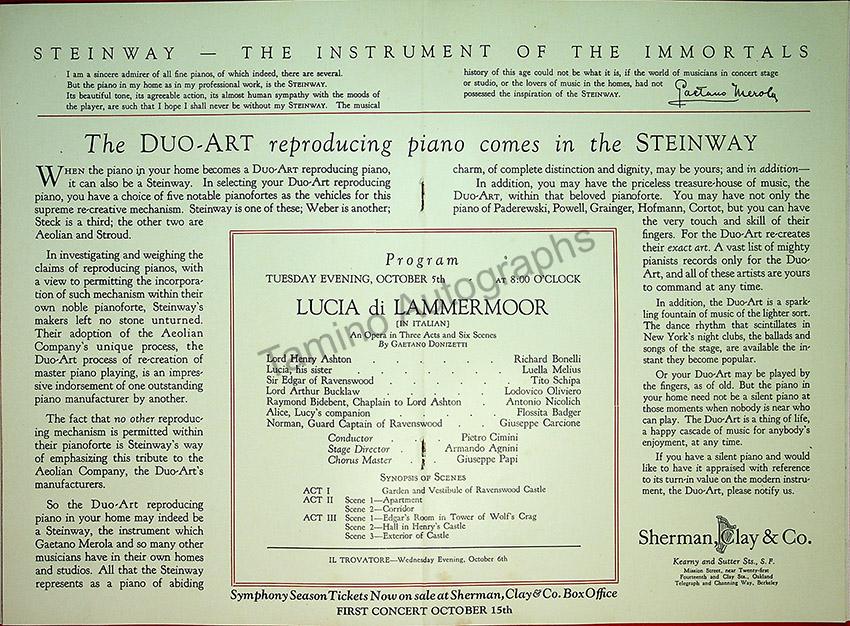 STEINWAY — THE INSTRUMENT OF THE IMMORTALS
I am a sincere admirer of all fine pianos, of which indeed, there are several.
But the piano in my home as in my professional work, is the STEINWAY.
Its beautiful tone, its agreeable action, its almost human sympathy with the moods of
the player, are such that I hope I shall never be without my STEINWAY. The musical
history of this age could not be what it is, if the world of musicians in concert stage
or studio, or the lovers of music in the homes, had not
possessed the inspiration of the STEINWAY.
Gaetano Merola
The DUO-ART reproducing piano comes in the STEINWAY
WHEN the piano in your home becomes a DUO-ART reproducing piano,
it can also be a Steinway. In selecting your Duo-Art reproducing
piano, you have a choice of five notable pianofortes as the vehicles for this
supreme re-creative mechanism. Steinway is one of these; Weber is another;
Steck is a third; the other two are
Aeolian and Stroud.
In investigating and weighing the
claims of reproducing pianos, with
a view to permitting the incorpora-
tion of such mechanism within their
own noble pianoforte, Steinway's
makers left no stone unturned.
Their adoption of the Aeolian
Company's unique process, the
Duo-Art process of re-creation of
master piano playing, is an impres-
sive indorsement of one outstanding
piano manufacturer by another.
The fact that no other reproduc-
ing mechanism is permitted within
their pianoforte is Steinway's way
of emphasizing this tribute to the
Aeolian Company, the Duo-Art's
manufacturers.
So the Duo-Art reproducing
piano in your home may indeed be
a Steinway, the instrument which
Gaetano Merola and so many other
musicians have in their own homes
and studios. All that the Steinway
represents as a piano of abiding
charm, of complete distinction and dignity, may be yours; and in addition—
In addition, you may have the priceless treasure-house of music, the
DUO-ART, within that beloved pianoforte. You may have not only the
piano of Paderewski, Powell, Grainger, Hofmann, Cortot, but you can have
the very touch and skill of their
fingers. For the Duo-Art re-creates
their exact art. A vast list of mighty
pianists records only for the Duo-
Art, and all of these artistes are yours
to command at any time.
In addition, the Duo-Art is a spark-
ling fountain of music of the lighter sort.
The dance rhythm that scintillates in
New York's night clubs, the ballads and
songs of the stage, are available the in-
stant they become popular.
Or your Duo-Art may be played by
the fingers, as of old. But the piano in
your home need not be a silent piano at
those moments when nobody is near who
can play. The Duo-Art is a thing of life,
a happy cascade of music for anybody's
enjoyment, at any time.
If you have a silent piano and would
like to have it appraised with reference
to its turn-in value on the modern instru-
ment, the Duo-Art, please notify us.
Program
TUESDAY EVENING, OCTOBER 5th - AT 8:00 O'CLOCK
LUCIA di LAMMERMOOR
[IN ITALIAN]
An Opera in Three Acts and Six Scenes
By GAETANO DONIZETTI
Lord Henry Ashton . . . . . . Richard Bonelli
Lucia, his sister . . . . . . . Luella Melius
Sir Edgar of Ravenswood . . . . . . Tito Schipa
Lord Arthur Bucklaw . . . . . . Lodovico Oliviero
Raymond Bidebent, Chaplain to Lord Ashton . . Antonio Nicolich
Alice, Lucy's companion . . . . . Flossita Badger
Norman, Guard Captain of Ravenswood . . . Giuseppe Carcione
Conductor . . . Pietro Cimini
Stage Director . . Armando Agnini
Chorus Master . . Giuseppe Papi
SYNOPSIS OF SCENES
ACT I Garden and Vestibule of Ravenswood Castle
ACT II Scene 1—Apartment
Scene 2—Corridor
ACT III Scene 1—Edgar's Room in Tower of Wolf's Crag
Scene 2—Hall in Henry's Castle
Scene 3—Exterior of Castle
IL TROVATORE—Wednesday Evening, October 6th
Symphony Season Tickets Now on sale at Sherman, Clay & Co. Box Office
FIRST CONCERT OCTOBER 15th
Sherman, Clay & Co.
Kearny and Sutter Sts., S. F.
Mission Street, near Twenty-first
Fourteenth and Clay Sts., Oakland
Telegraph and Channing Way, Berkeley
Tamino Autographs